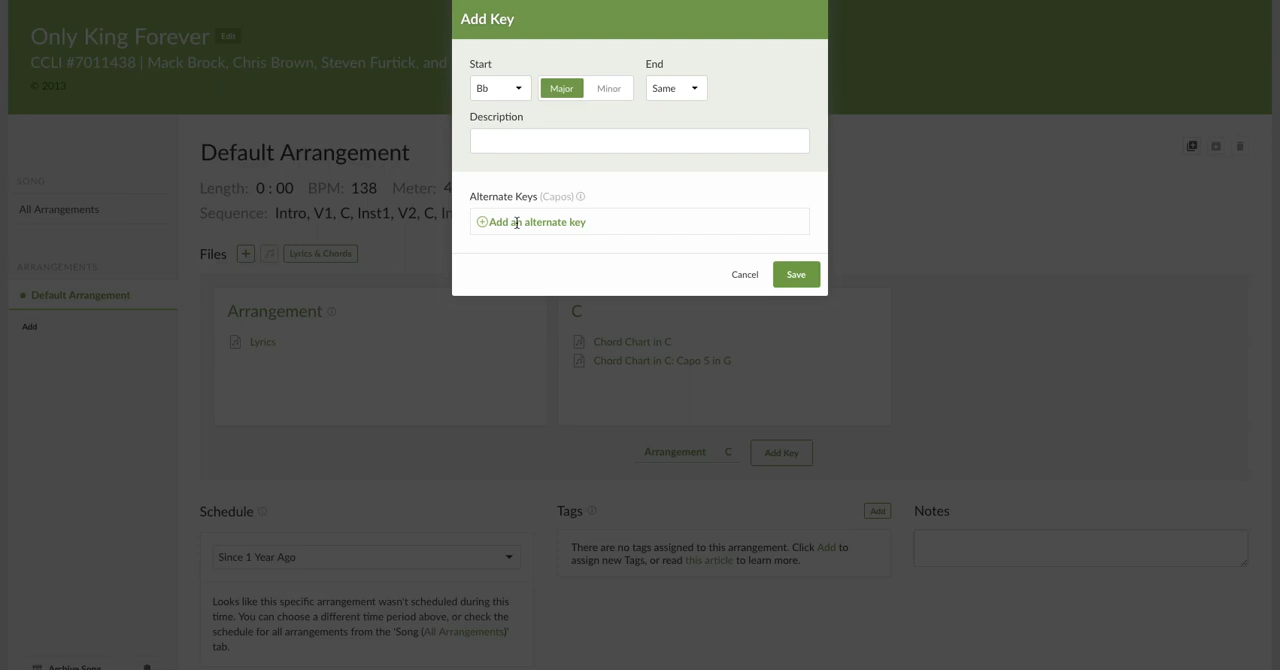 Add Key
Only King Forever Edit
CCLI #7011438 | Mack Brock, Chris Brown, Steven Furtick, and
© 2013
Start End
Bb Major Minor Same
Description
Default Arrangement
SONG
Length: 0:00 BPM: 138 Meter: 4
Alternate Keys (Capos)
All Arrangements
Sequence: Intro, V1, C, Inst1, V2, C, In
Add an alternate key
Files + Lyrics & Chords
ARRANGEMENTS
Cancel Save
Default Arrangement
Arrangement C
Add
Lyrics Chord Chart in C
Chord Chart in C: Capo 5 in G
Arrangement C Add Key
Schedule Tags Add Notes
Since 1 Year Ago
There are no tags assigned to this arrangement. Click Add to
assign new Tags, or read this article to learn more.
Looks like this specific arrangement wasn't scheduled during this
time. You can choose a different time period above, or check the
schedule for all arrangements from the 'Song (All Arrangements)'
tab.
Archive Song